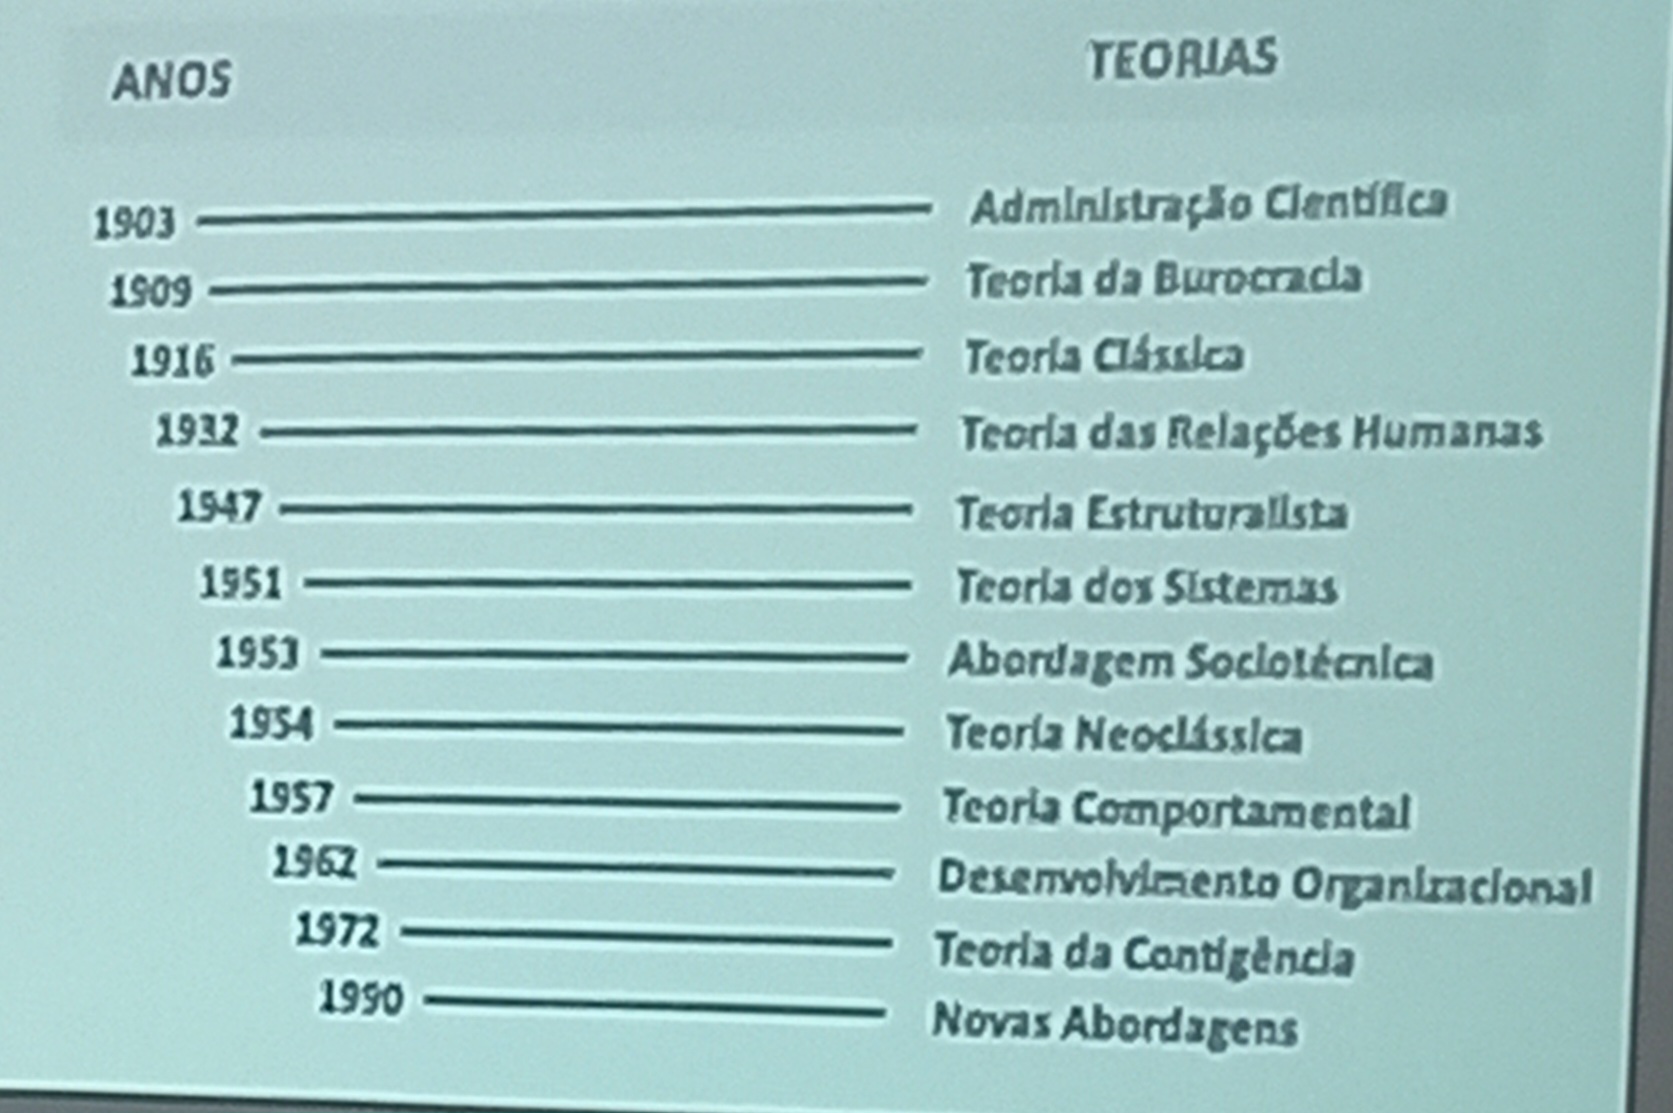 ANOS TEORIAS
1903 Administração Científica
1909 Teoria da Burocracia
1916 Teoria Clássica
1932 Teoria das Relações Humanas
1947 Teoria Estruturalista
1951 Teoria dos Sistemas
1953 Abordagem Sociotécnica
1954 Teoria Neoclássica
1957 Teoria Comportamental
1962 Desenvolvimento Organizacional
1972 Teoria da Contigência
1990 Novas Abordagens